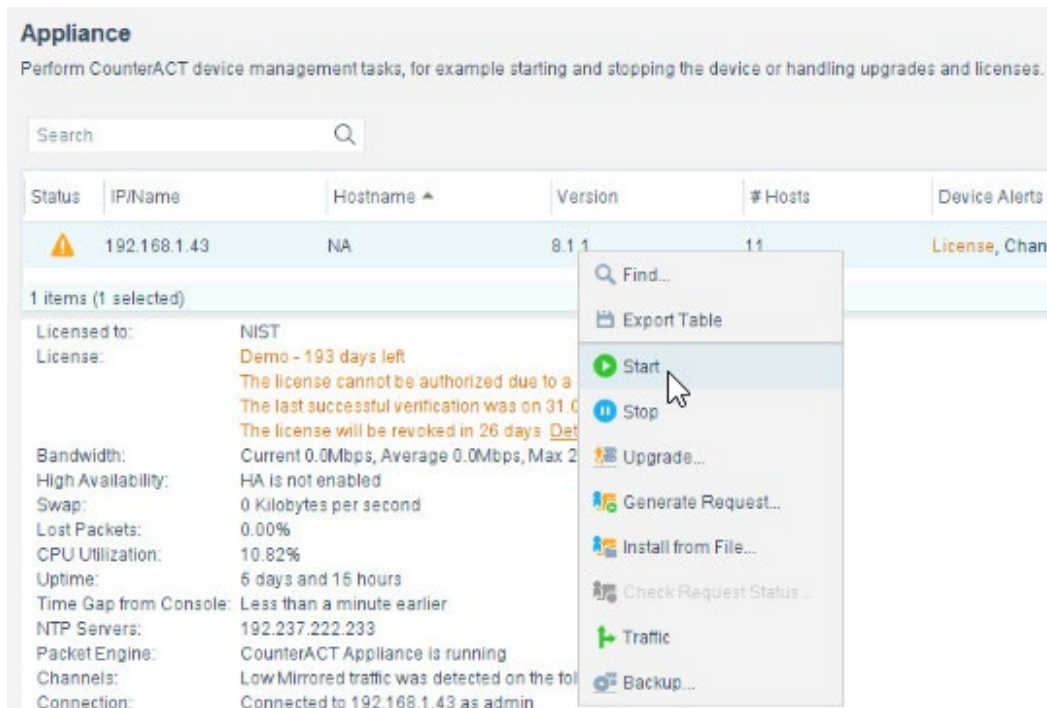 Appliance
Perform CounterACT device management tasks, for example starting and stopping the device or handling upgrades and licenses.
Search
Status IP/Name Hostname Version # Hosts Device Alerts
192.168.1.43 NA 8.1.1 11 License, Chan
1 items (1 selected)
Licensed to: NIST
License: Demo - 193 days left
The license cannot be authorized due to a
The last successful verification was on 31.0
The license will be revoked in 26 days Det
Bandwidth: Current 0.0Mbps, Average 0.0Mbps, Max 2
High Availability: HA is not enabled
Swap: 0 Kilobytes per second
Lost Packets: 0.00%
CPU Utilization: 10.82%
Uptime: 5 days and 15 hours
Time Gap from Console: Less than a minute earlier
NTP Servers: 192.237.222.233
Packet Engine: CounterACT Appliance is running
Channels: Low Mirrored traffic was detected on the fol
Connection: Connected to 192.168.1.43 as admin
Find...
Export Table
Start
Stop
Upgrade...
Generate Request...
Install from File...
Check Request Status...
Traffic
Backup...